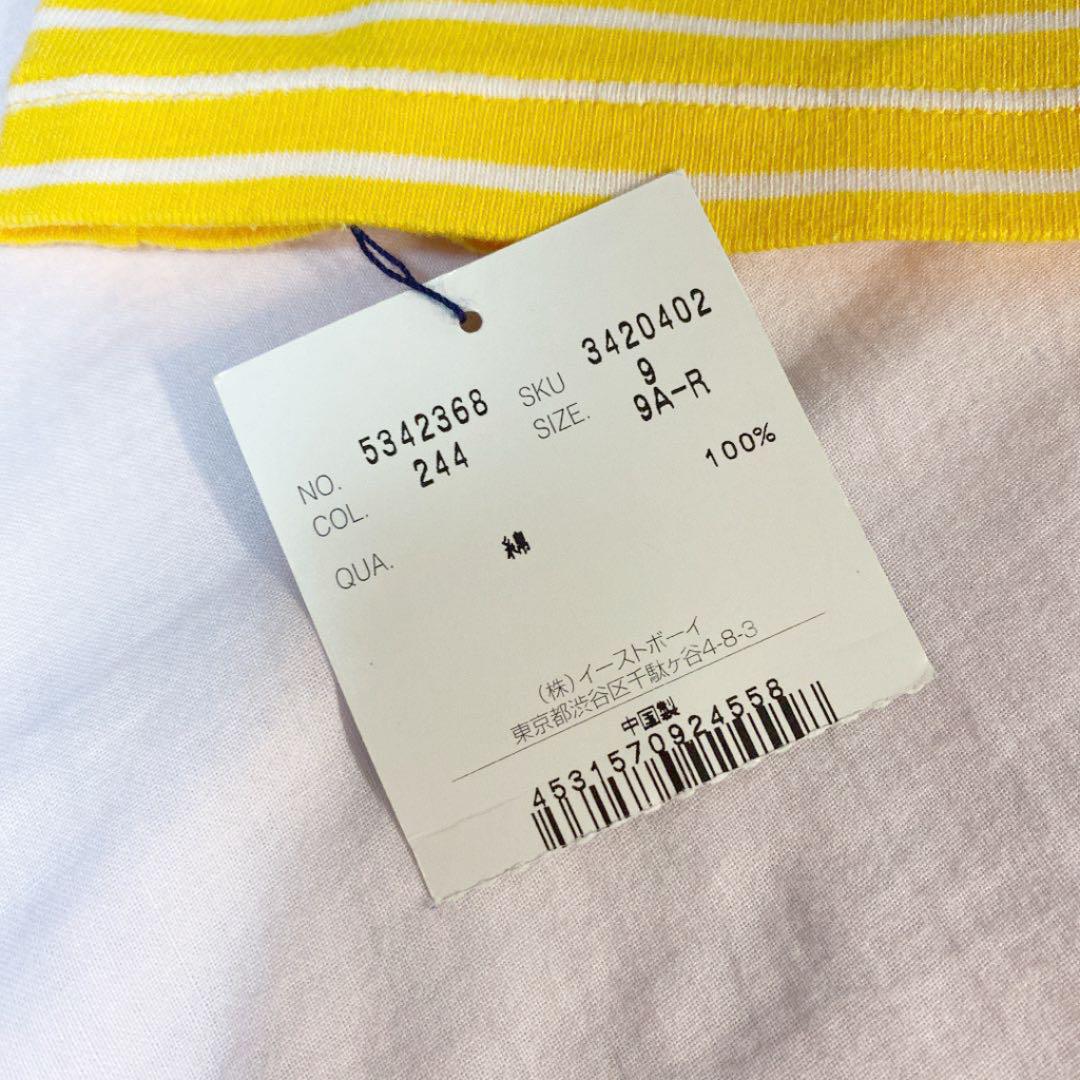 NO. 5342368 SKU 3420402
COL. 244 SIZE. 9
9A-R
QUA. 綿 100%
(株)イーストボーイ
東京都渋谷区千駄ヶ谷4-8-3
中国製
4531570924558